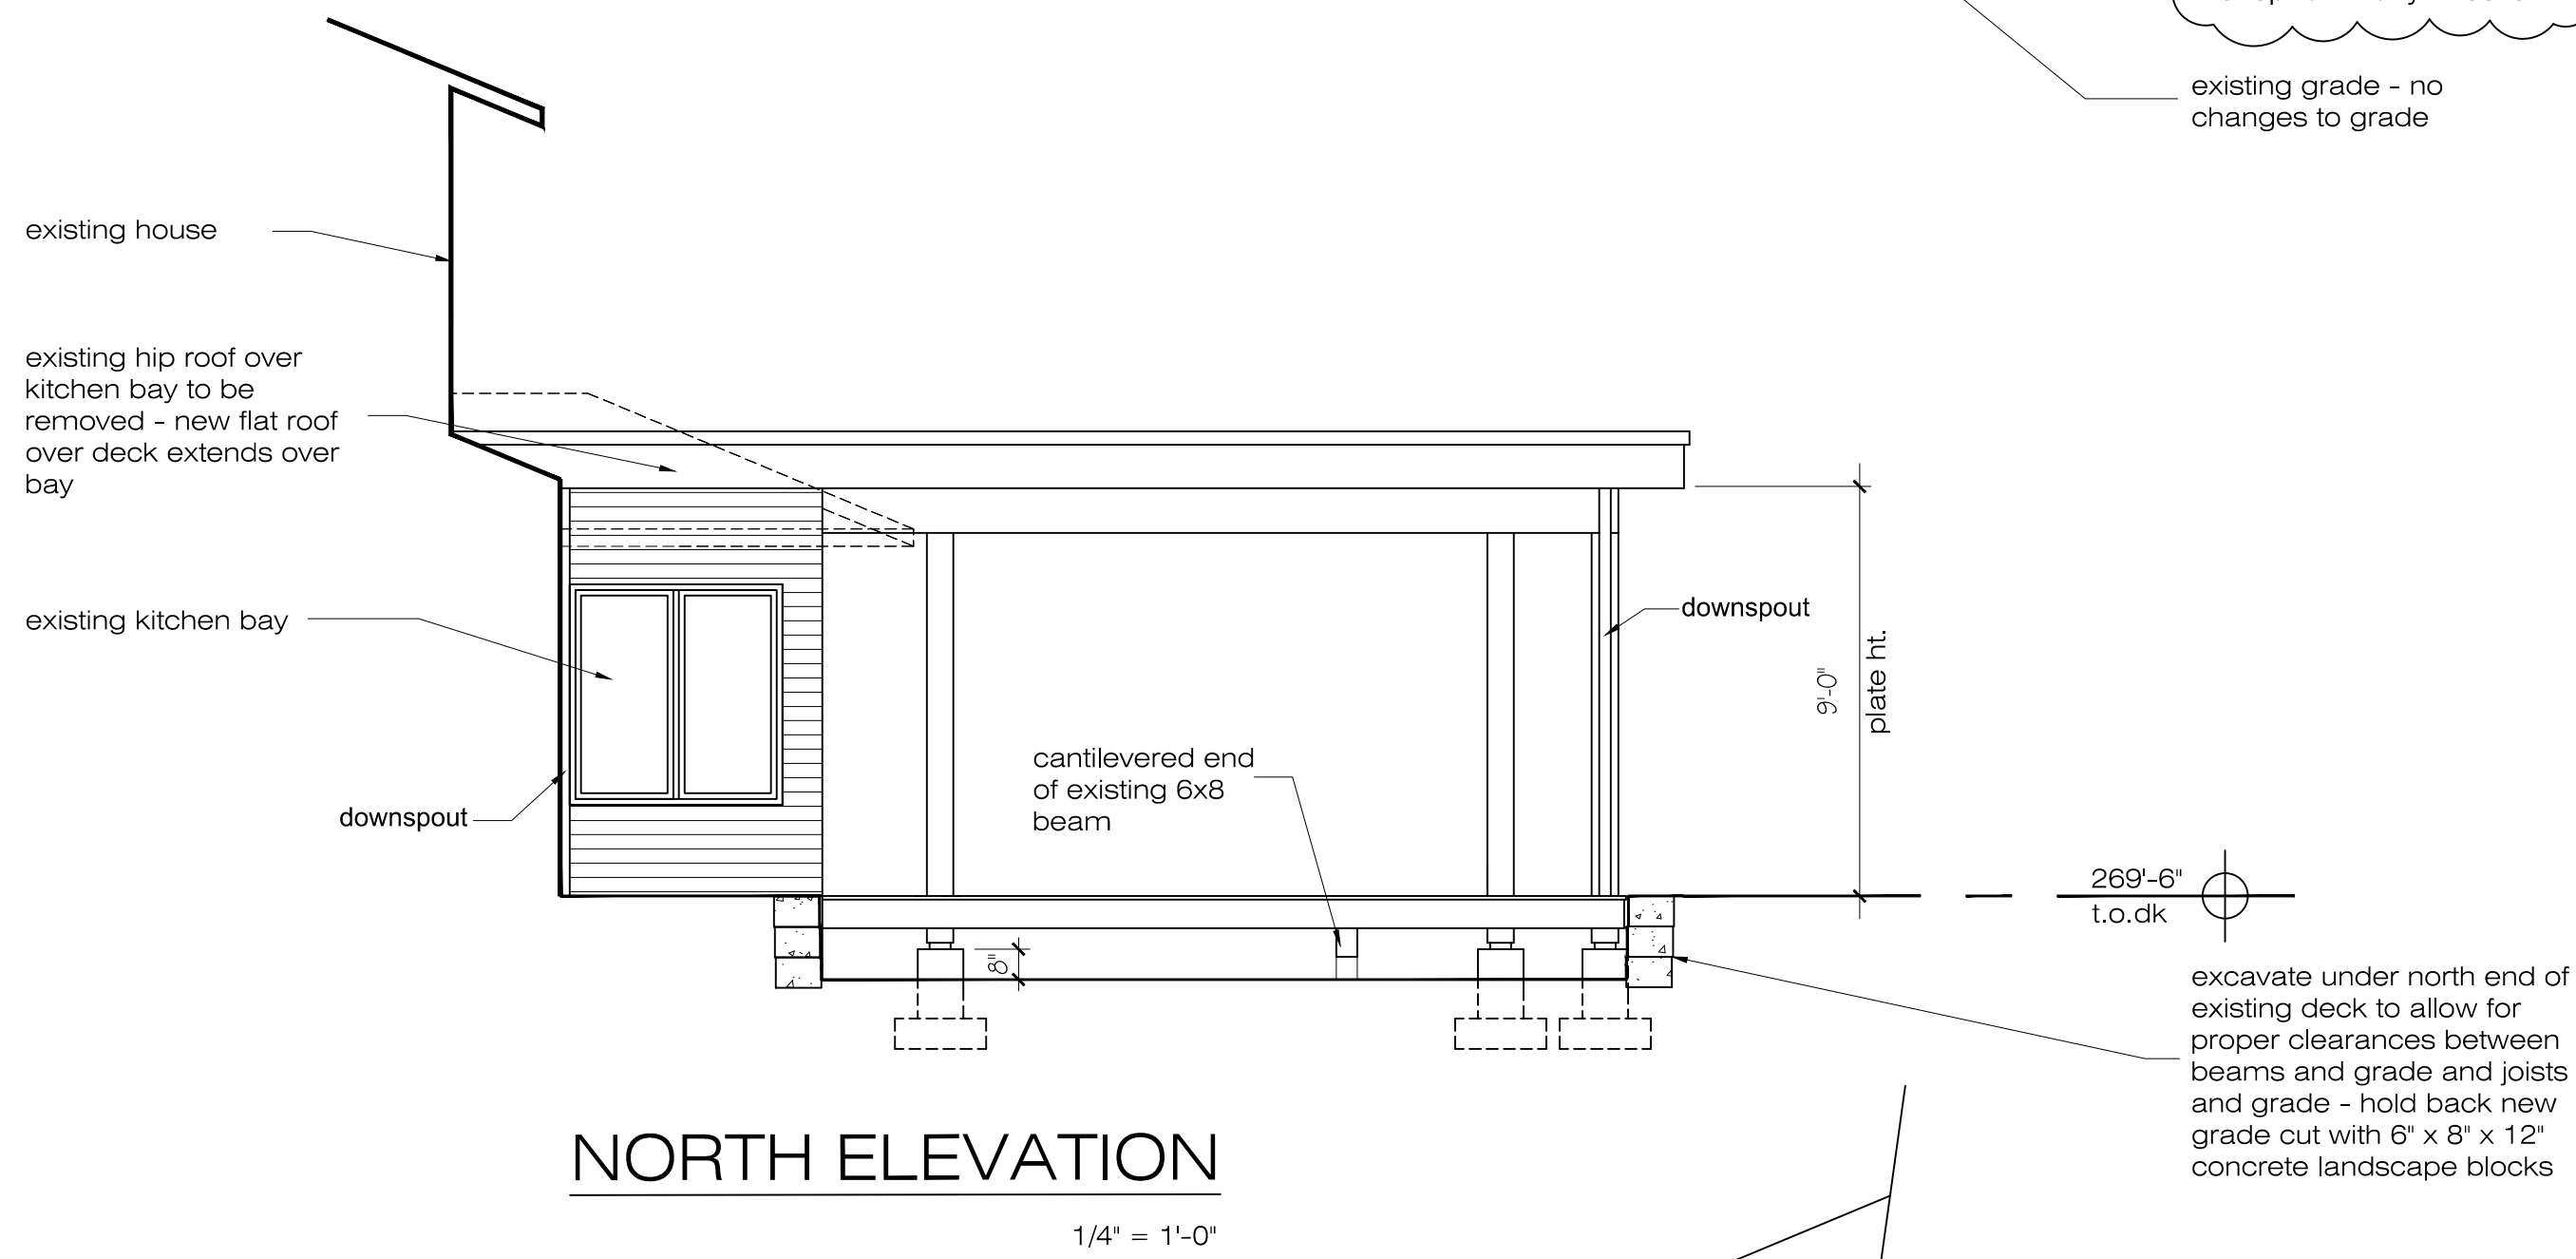 existing grade - no
changes to grade
existing house
existing hip roof over
kitchen bay to be
removed - new flat roof
over deck extends over
bay
existing kitchen bay
downspout
downspout
9'-0"
plate ht.
cantilevered end
of existing 6x8
beam
8"
269'-6"
t.o.dk
excavate under north end of
existing deck to allow for
proper clearances between
beams and grade and joists
and grade - hold back new
grade cut with 6" x 8" x 12"
concrete landscape blocks
NORTH ELEVATION
1/4" = 1'-0"